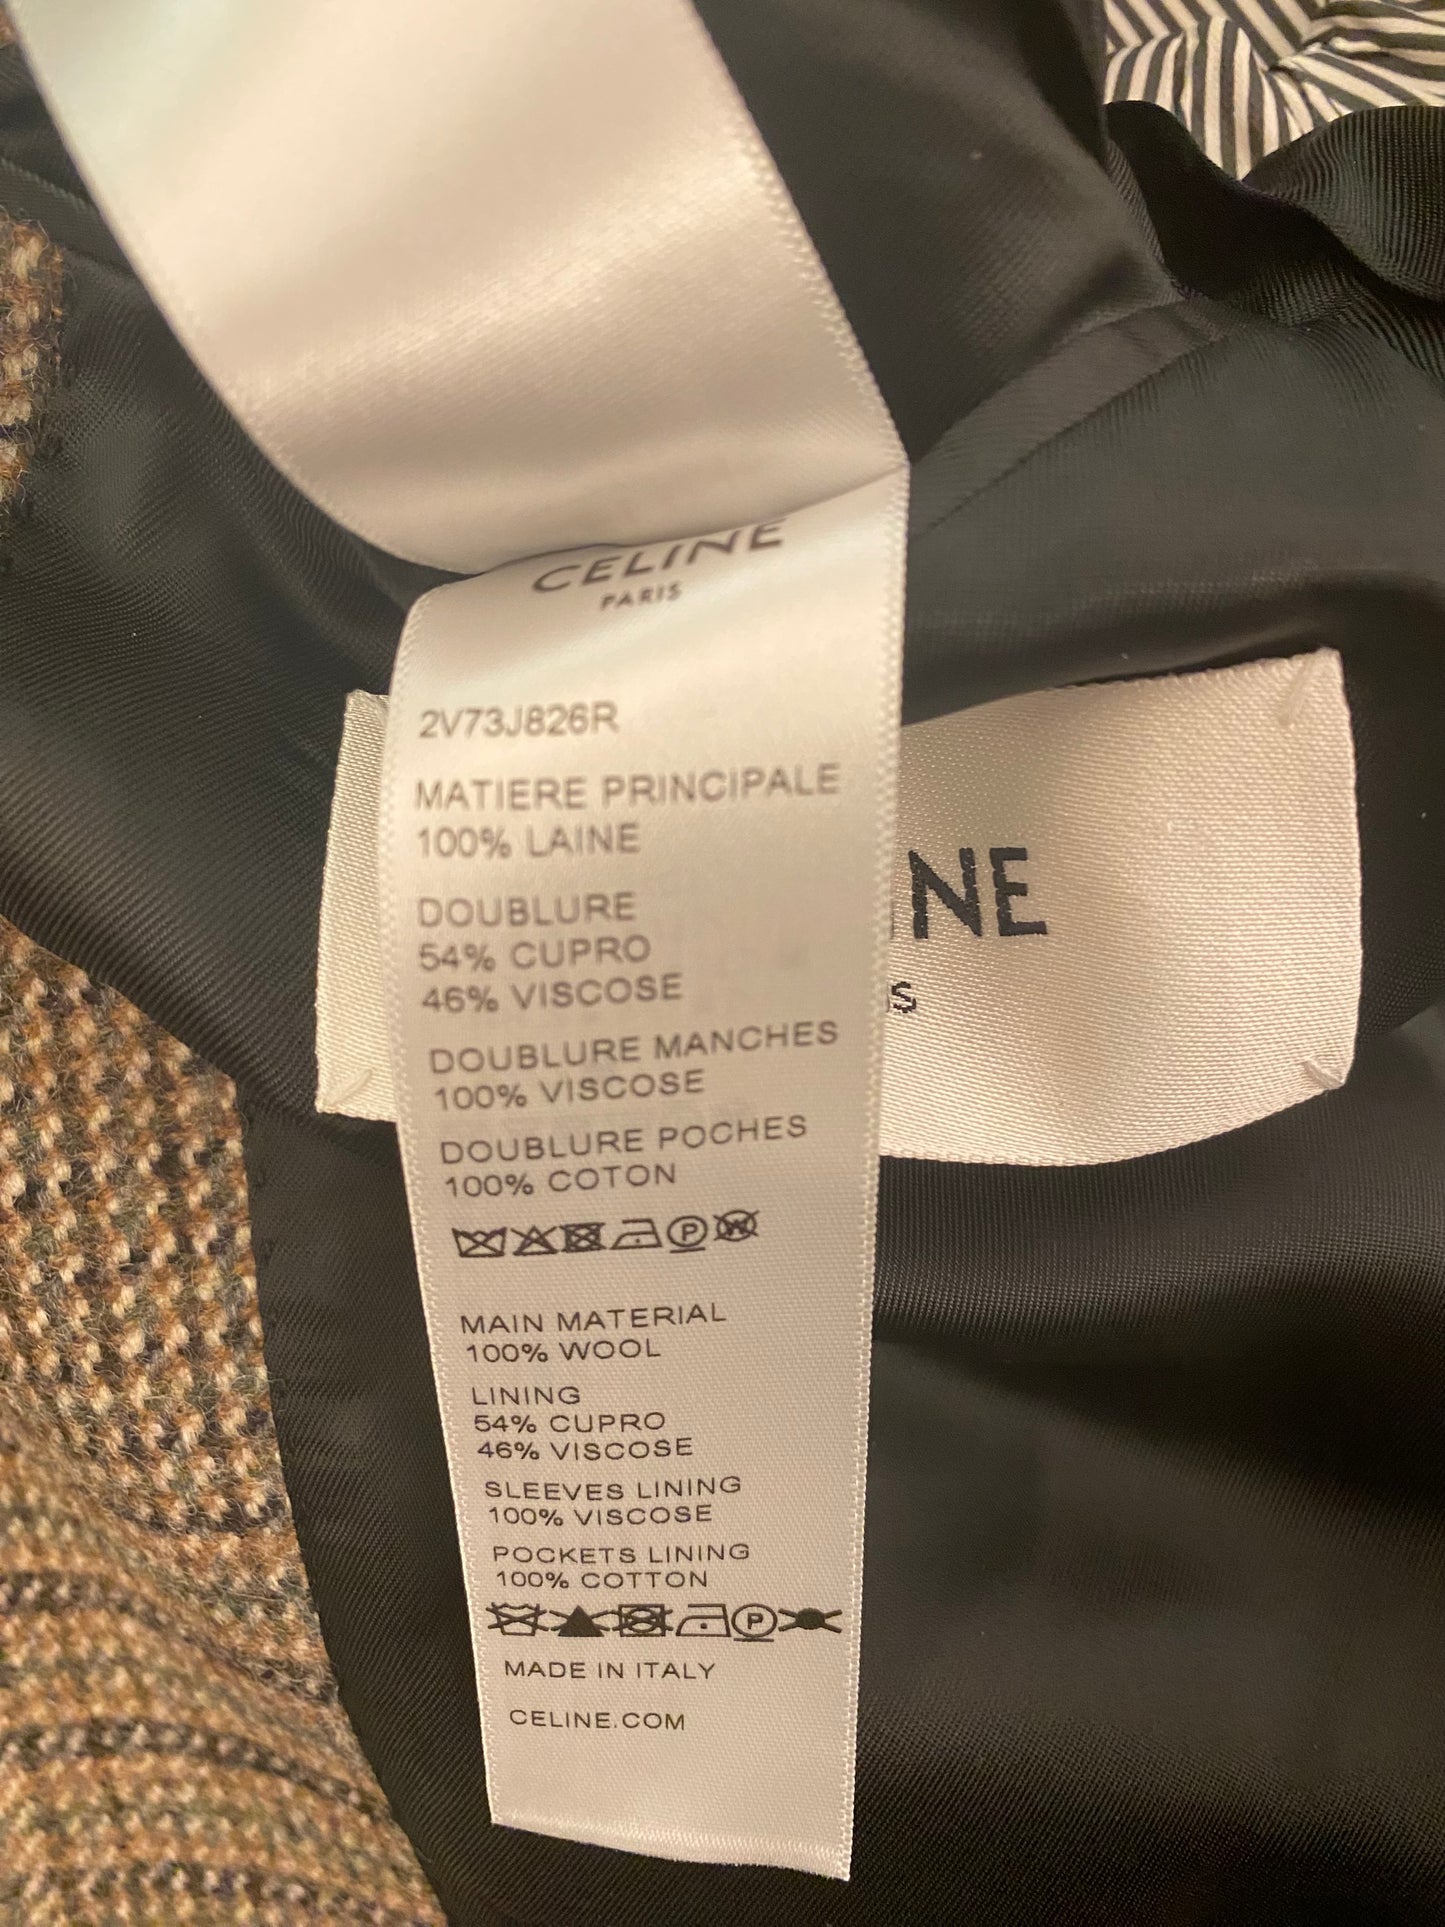 CELINE
PARIS
2V73J826R
MATIERE PRINCIPALE
100% LAINE
DOUBLURE
54% CUPRO
46% VISCOSE
DOUBLURE MANCHES
100% VISCOSE
DOUBLURE POCHES
100% COTON
P W
MAIN MATERIAL
100% WOOL
LINING
54% CUPRO
46% VISCOSE
SLEEVES LINING
100% VISCOSE
POCKETS LINING
100% COTTON
P
MADE IN ITALY
CELINE.COM
INE
IS